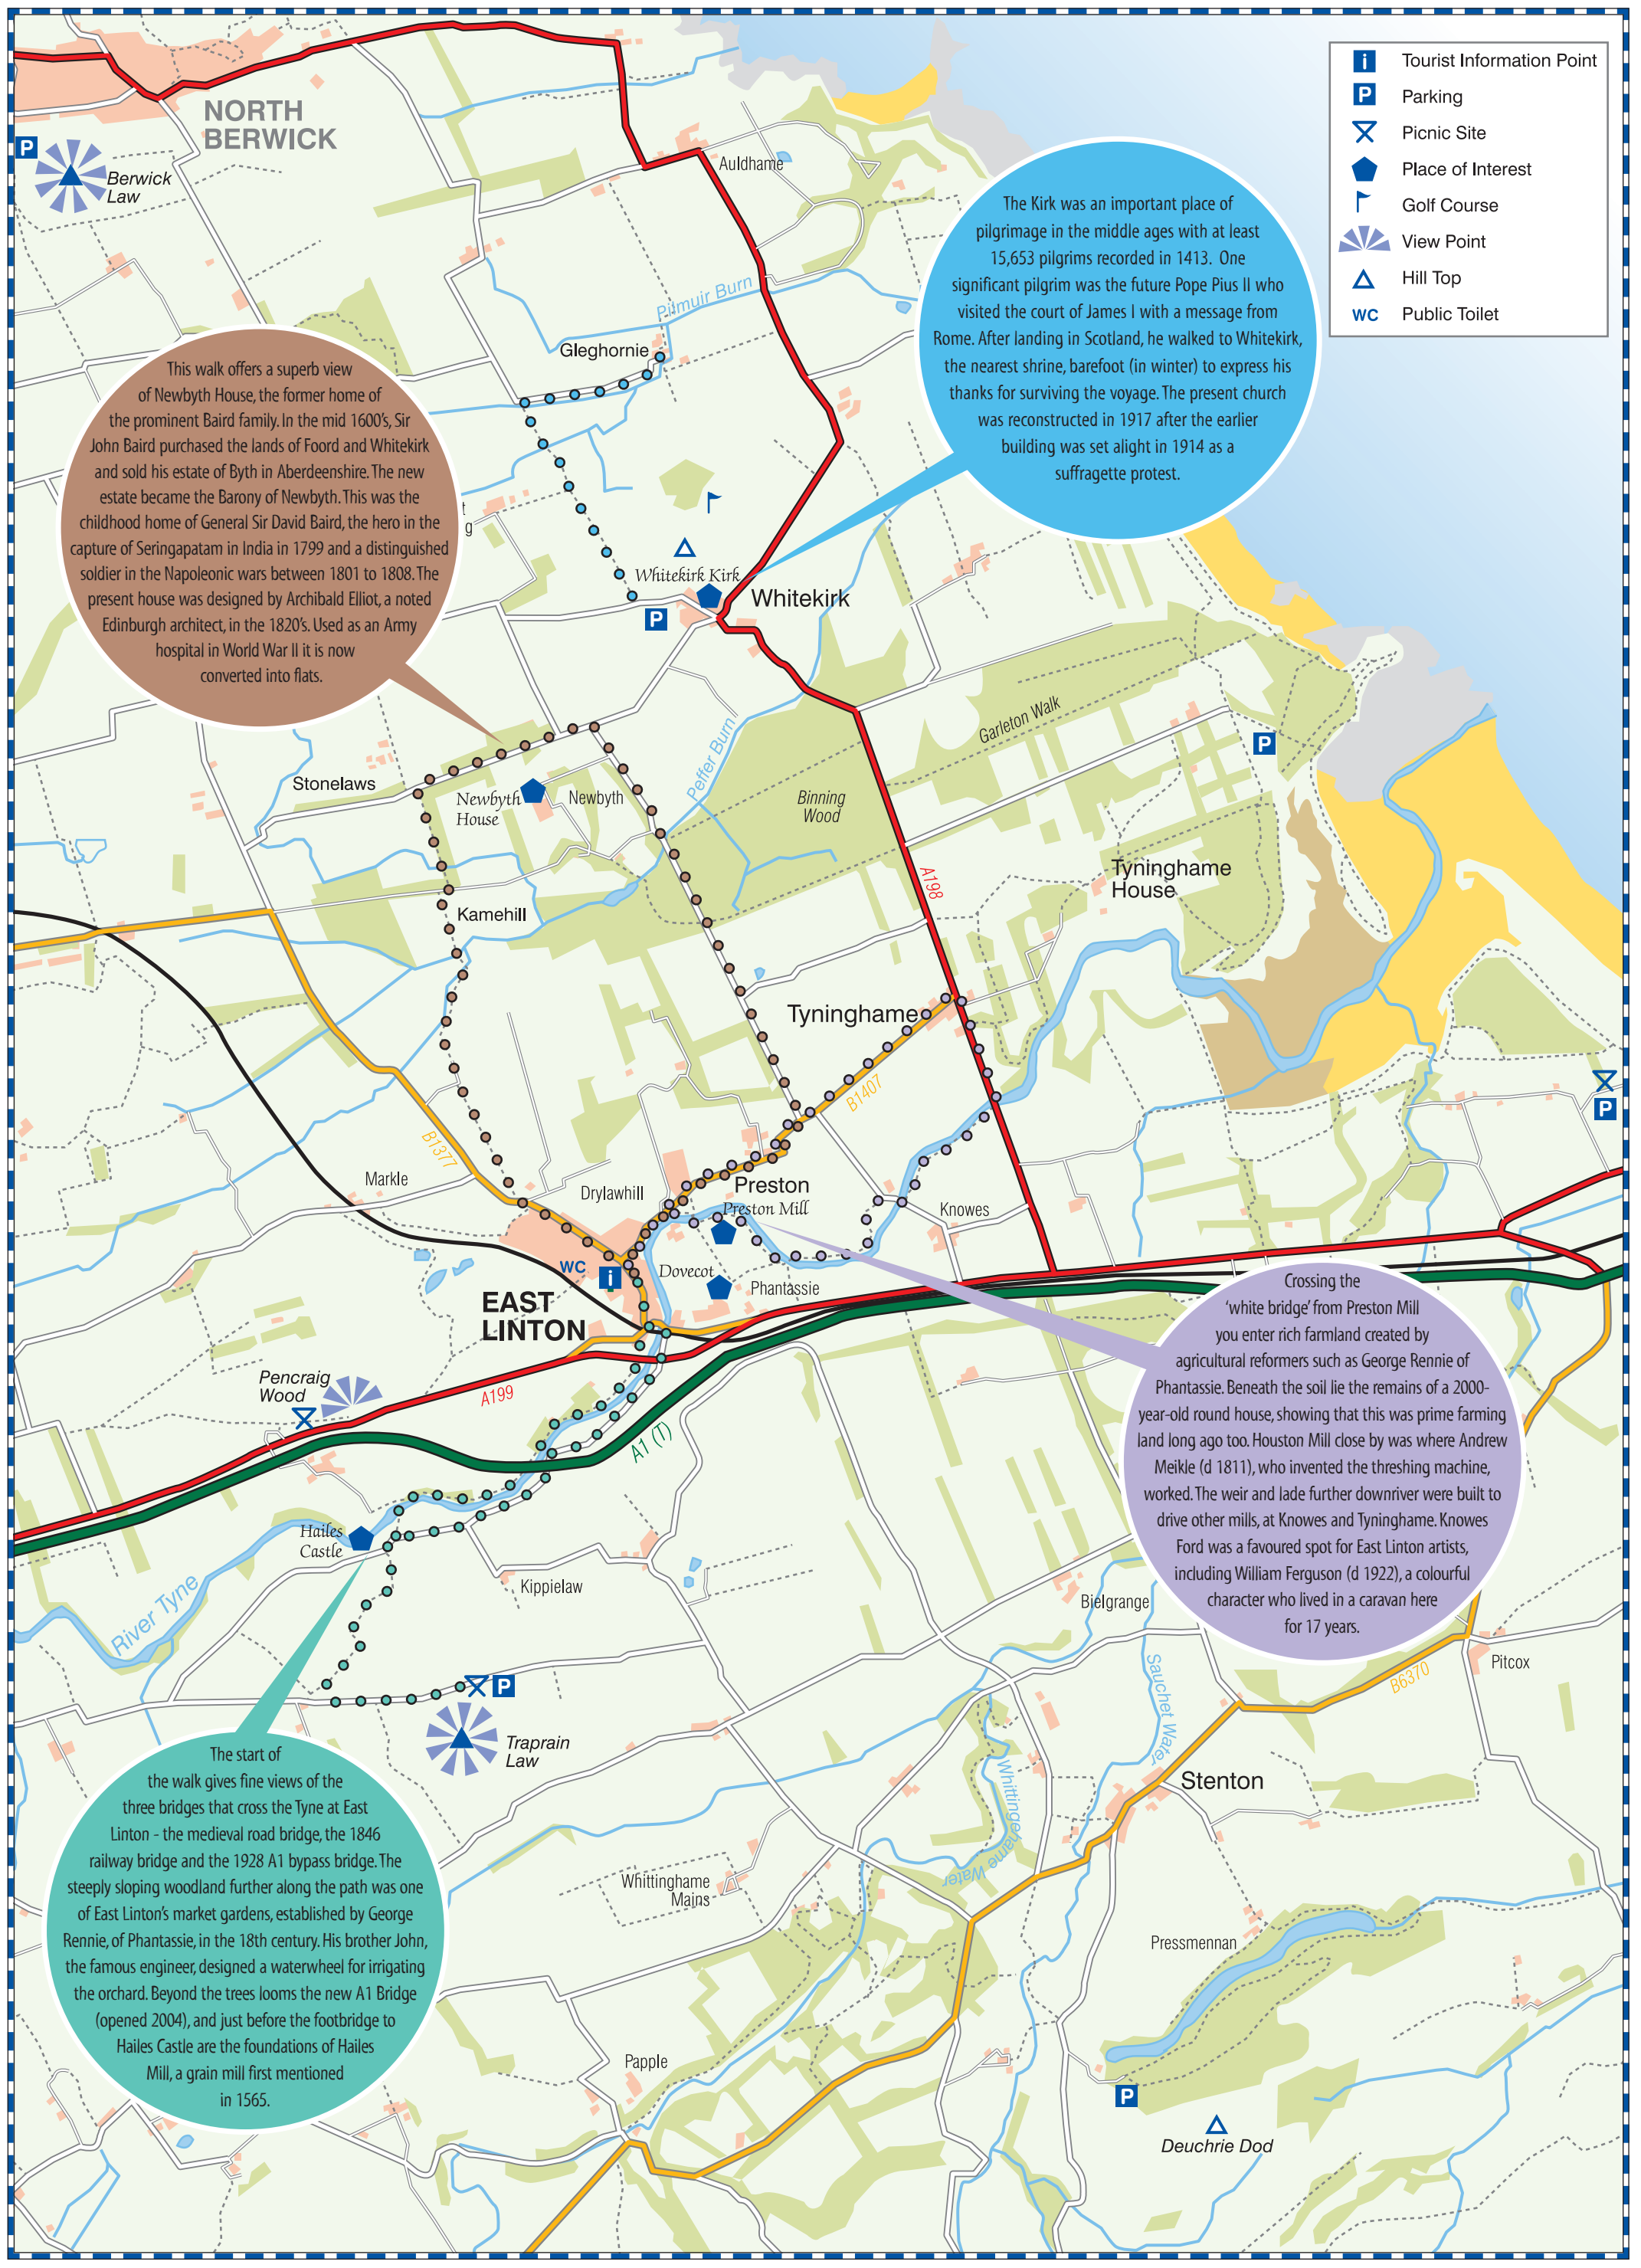 NORTH
BERWICK
P
Berwick
Law
Auldhame
i Tourist Information Point
P Parking
Picnic Site
Place of Interest
Golf Course
View Point
Hill Top
WC Public Toilet
The Kirk was an important place of
pilgrimage in the middle ages with at least
15,653 pilgrims recorded in 1413. One
significant pilgrim was the future Pope Pius II who
visited the court of James I with a message from
Rome. After landing in Scotland, he walked to Whitekirk,
the nearest shrine, barefoot (in winter) to express his
thanks for surviving the voyage. The present church
was reconstructed in 1917 after the earlier
building was set alight in 1914 as a
suffragette protest.
Pilmuir Burn
Gleghornie
This walk offers a superb view
of Newbyth House, the former home of
the prominent Baird family. In the mid 1600's, Sir
John Baird purchased the lands of Foord and Whitekirk
and sold his estate of Byth in Aberdeenshire. The new
estate became the Barony of Newbyth. This was the
childhood home of General Sir David Baird, the hero in the
capture of Seringapatam in India in 1799 and a distinguished
soldier in the Napoleonic wars between 1801 to 1808. The
present house was designed by Archibald Elliot, a noted
Edinburgh architect, in the 1820's. Used as an Army
hospital in World War II it is now
converted into flats.
t
g
Whitekirk Kirk
Whitekirk
P
Garleton Walk
P
Peffer Burn
Stonelaws
Newbyth
House
Newbyth
Binning
Wood
A198
Tyninghame
House
Kamehill
Tyninghame
B1407
P
B1377
Markle
Drylawhill
Preston
Preston Mill
Knowes
WC
i
Dovecot
Phantassie
EAST
LINTON
Pencraig
Wood
A199
A1 (T)
Crossing the
‘white bridge’ from Preston Mill
you enter rich farmland created by
agricultural reformers such as George Rennie of
Phantassie. Beneath the soil lie the remains of a 2000-
year-old round house, showing that this was prime farming
land long ago too. Houston Mill close by was where Andrew
Meikle (d 1811), who invented the threshing machine,
worked. The weir and lade further downriver were built to
drive other mills, at Knowes and Tyninghame. Knowes
Ford was a favoured spot for East Linton artists,
including William Ferguson (d 1922), a colourful
character who lived in a caravan here
for 17 years.
Hailes
Castle
Kippielaw
River Tyne
Bielgrange
Sauchet Water
B6370
Pitcox
P
Traprain
Law
Stenton
Whittingehame Water
The start of
the walk gives fine views of the
three bridges that cross the Tyne at East
Linton - the medieval road bridge, the 1846
railway bridge and the 1928 A1 bypass bridge. The
steeply sloping woodland further along the path was one
of East Linton's market gardens, established by George
Rennie, of Phantassie, in the 18th century. His brother John,
the famous engineer, designed a waterwheel for irrigating
the orchard. Beyond the trees looms the new A1 Bridge
(opened 2004), and just before the footbridge to
Hailes Castle are the foundations of Hailes
Mill, a grain mill first mentioned
in 1565.
Whittinghame
Mains
Pressmennan
Papple
P
Deuchrie Dod